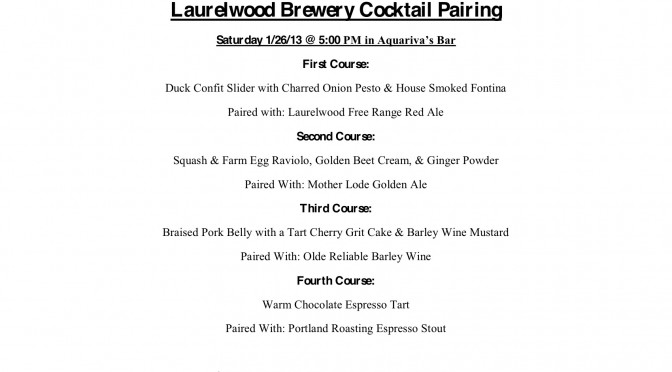 Laurelwood Brewery Cocktail Pairing
Saturday 1/26/13 @ 5:00 PM in Aquariva's Bar
First Course:
Duck Confit Slider with Charred Onion Pesto & House Smoked Fontina
Paired with: Laurelwood Free Range Red Ale
Second Course:
Squash & Farm Egg Raviolo, Golden Beet Cream, & Ginger Powder
Paired With: Mother Lode Golden Ale
Third Course:
Braised Pork Belly with a Tart Cherry Grit Cake & Barley Wine Mustard
Paired With: Olde Reliable Barley Wine
Fourth Course:
Warm Chocolate Espresso Tart
Paired With: Portland Roasting Espresso Stout